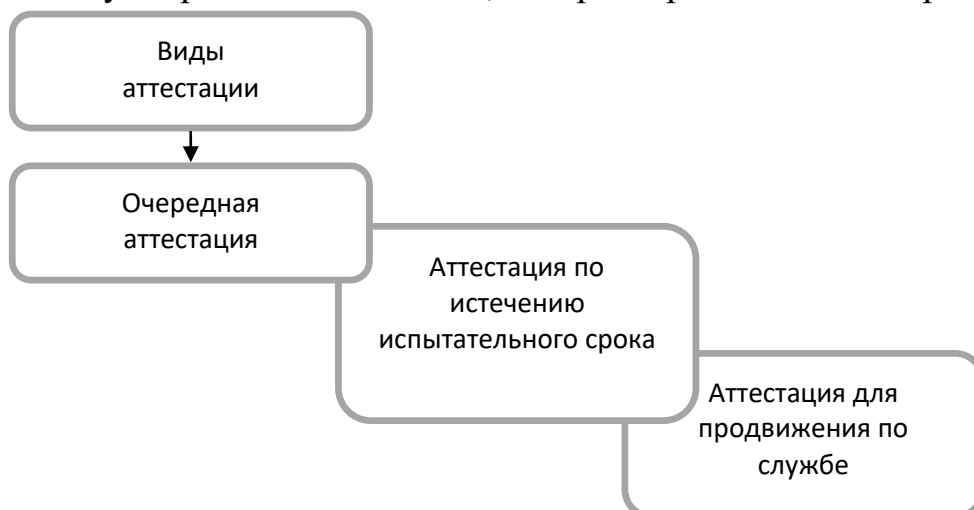 Виды
аттестации
Очередная
аттестация
Аттестация по
истечению
испытательного срока
Аттестация для
продвижения по
службе